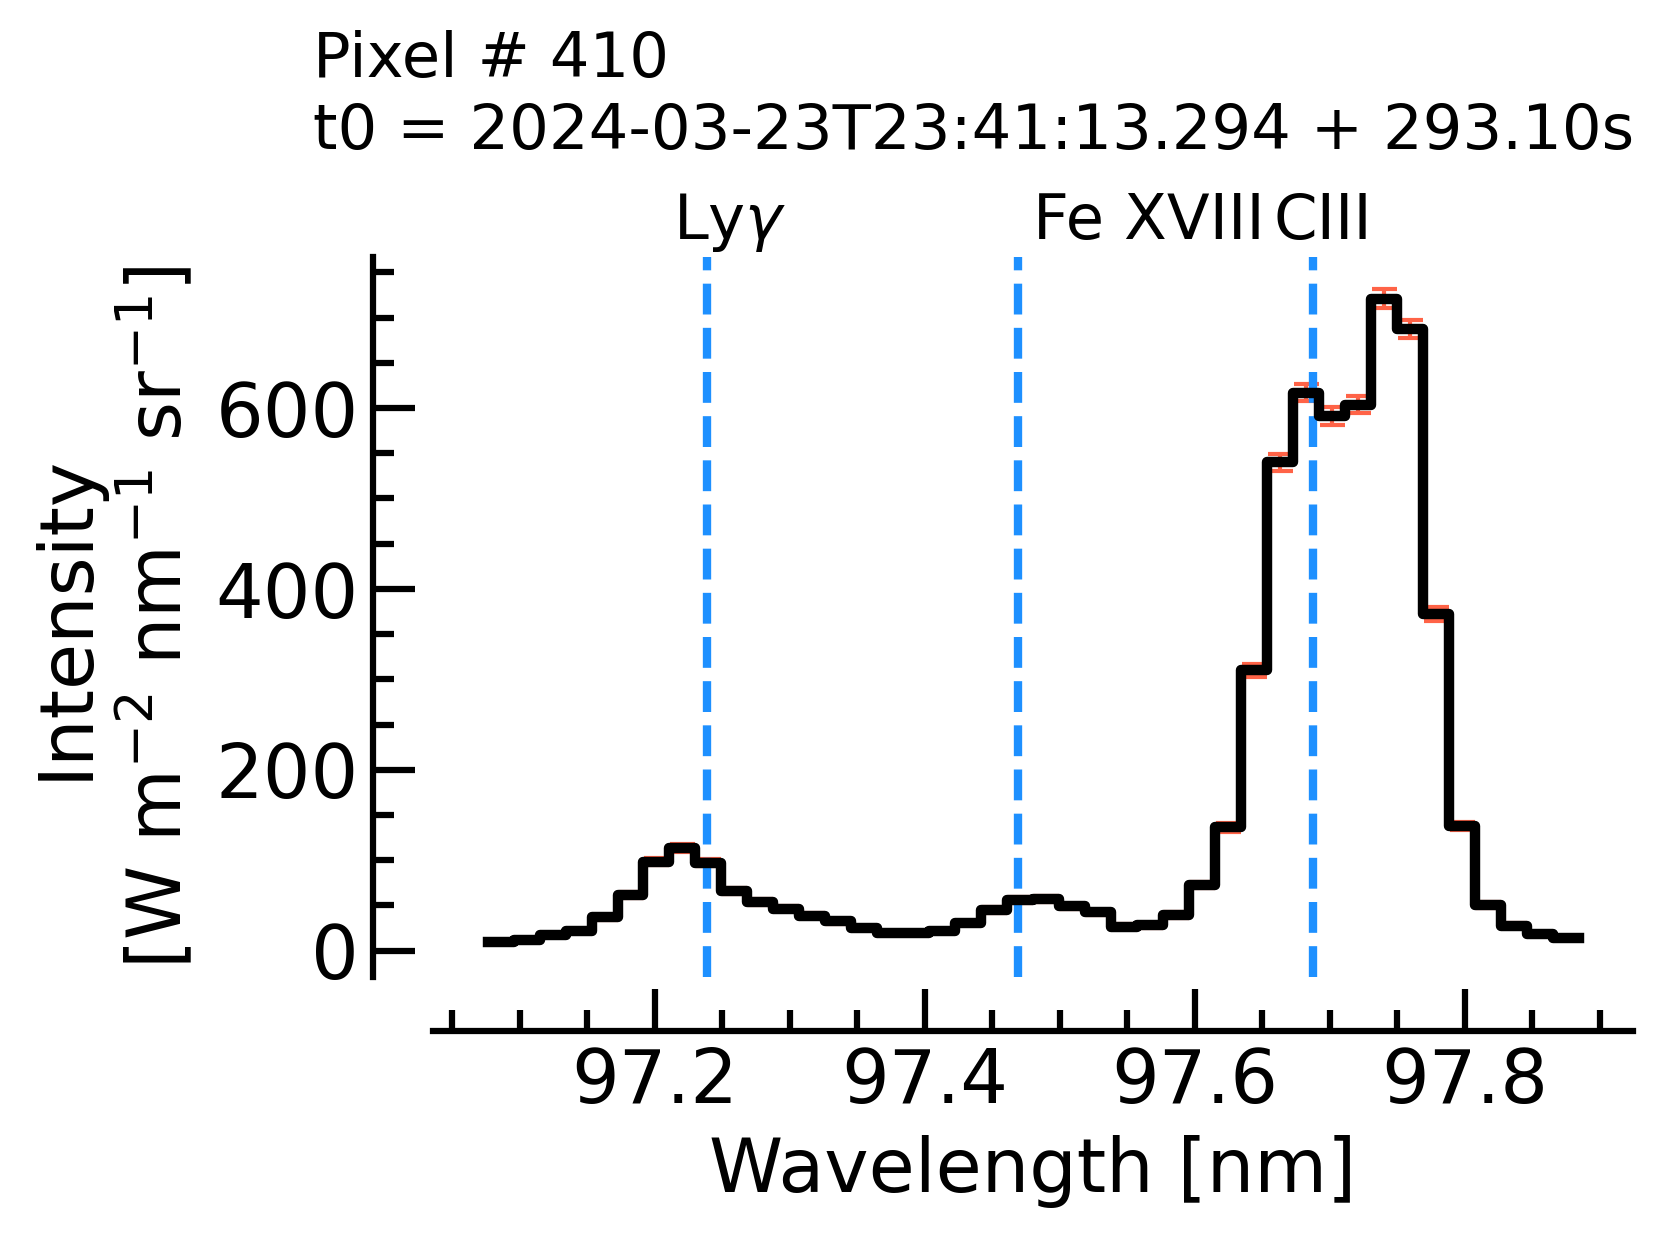 Pixel # 410
t0 = 2024-03-23T23:41:13.294 + 293.10s
Lyγ Fe XVIII CIII
Intensity
[W m⁻² nm⁻¹ sr⁻¹]
600
400
200
0
97.2 97.4 97.6 97.8
Wavelength [nm]